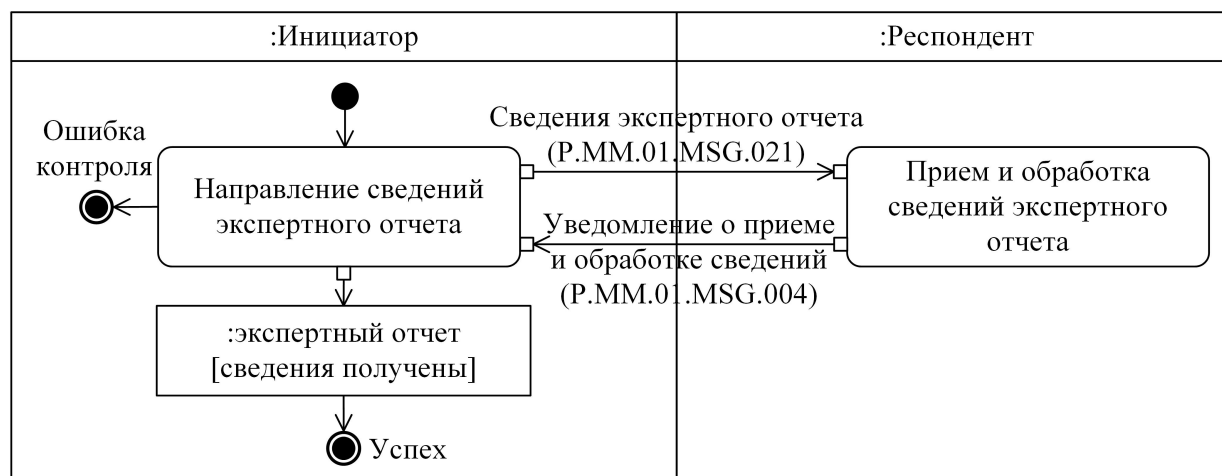 :Инициатор
:Респондент
Ошибка
контроля
Направление сведений
экспертного отчета
Сведения экспертного отчета
(P.MM.01.MSG.021)
Уведомление о приеме
и обработке сведений
(P.MM.01.MSG.004)
Прием и обработка
сведений экспертного
отчета
:экспертный отчет
[сведения получены]
Успех